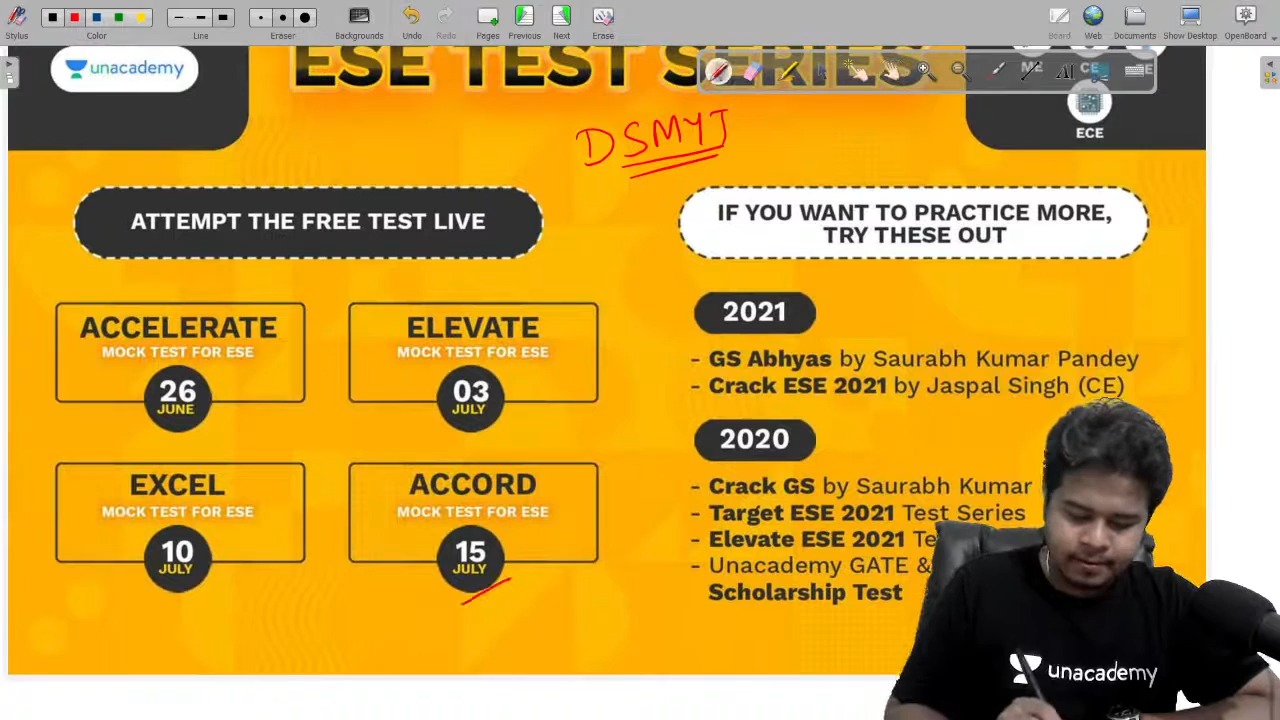 Stylus
Color
Line
Eraser
Backgrounds
Undo
Redo
Pages
Previous
Next
Erase
Board
Web
Documents
Show Desktop
OpenBoard
unacademy
ESE TEST SERIES
ME
CE
ECE
DSMYJ
ATTEMPT THE FREE TEST LIVE
ACCELERATE
MOCK TEST FOR ESE
26
JUNE
ELEVATE
MOCK TEST FOR ESE
03
JULY
EXCEL
MOCK TEST FOR ESE
10
JULY
ACCORD
MOCK TEST FOR ESE
15
JULY
IF YOU WANT TO PRACTICE MORE,
TRY THESE OUT
2021
- GS Abhyas by Saurabh Kumar Pandey
- Crack ESE 2021 by Jaspal Singh (CE)
2020
- Crack GS by Saurabh Kumar
- Target ESE 2021 Test Series
- Elevate ESE 2021
- Unacademy GATE &
Scholarship Test
unacademy